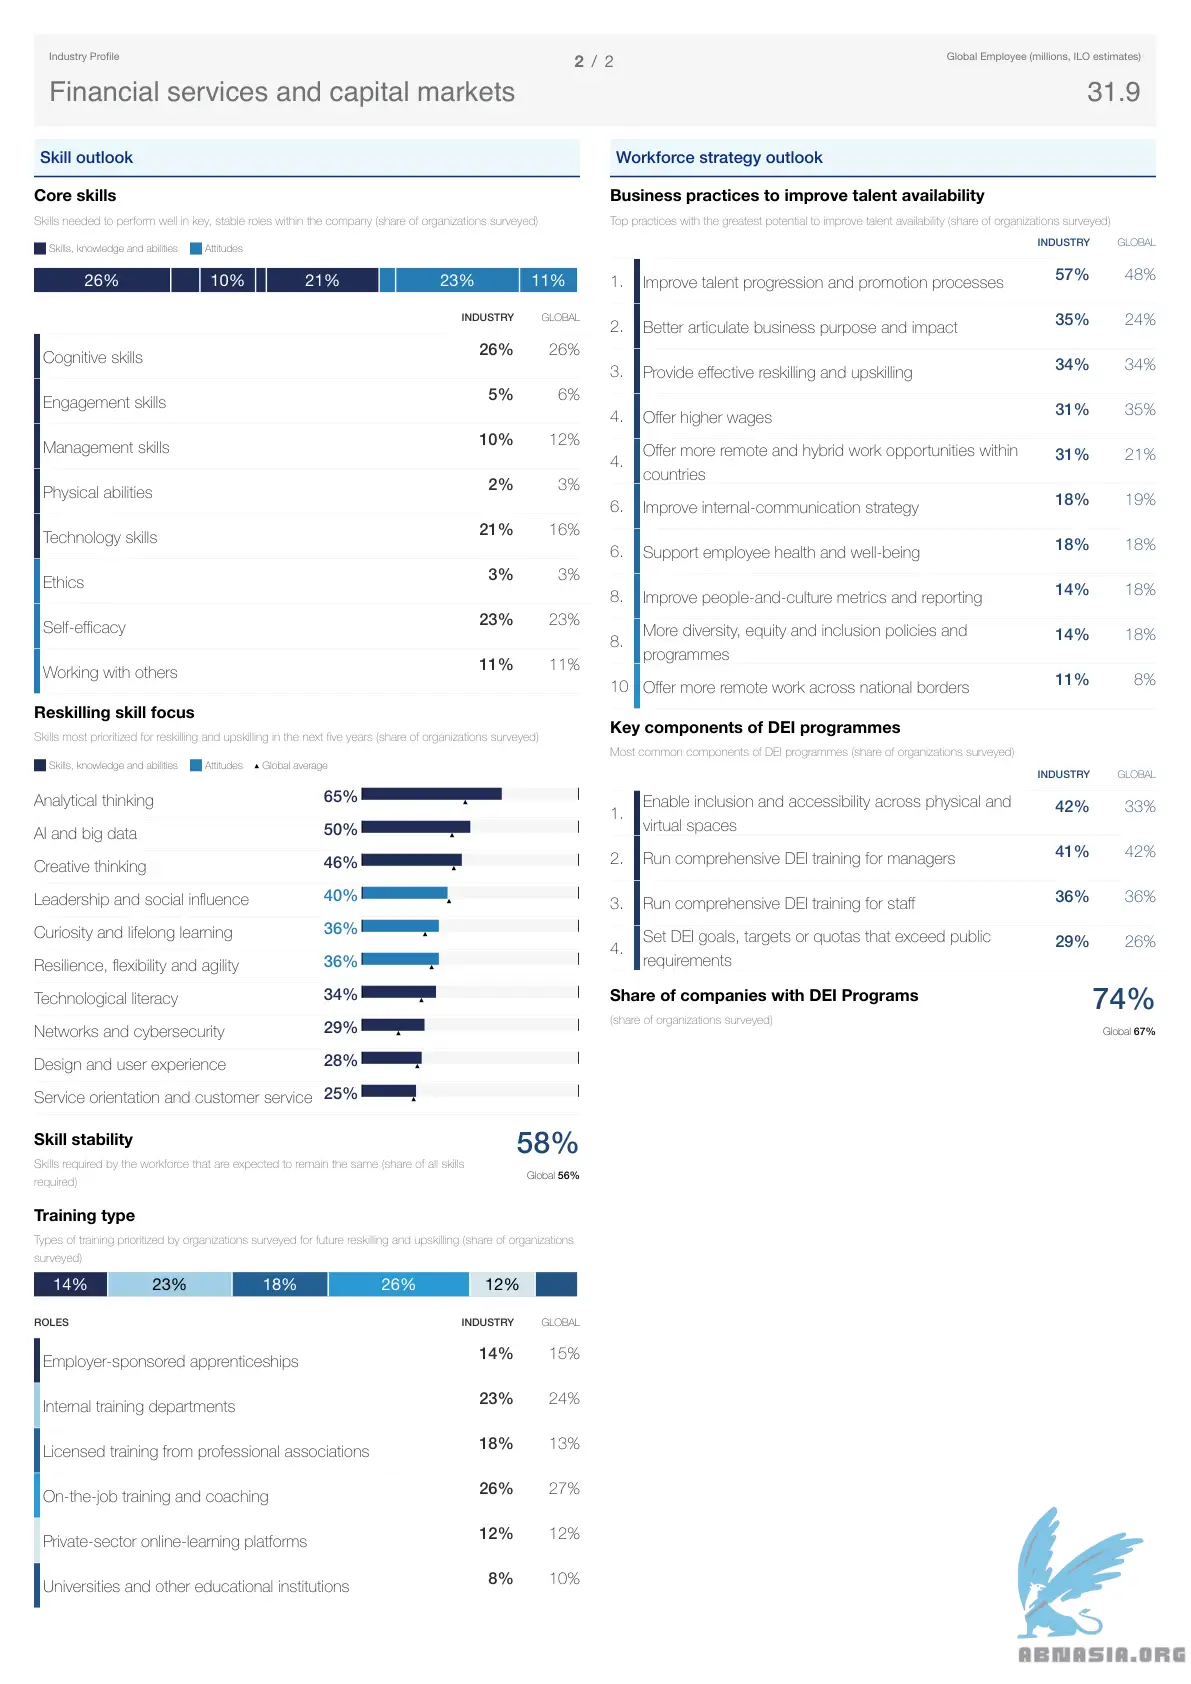 Industry Profile
2 / 2
Global Employee (millions, ILO estimates)
Financial services and capital markets
31.9
Skill outlook
Core skills
Skills needed to perform well in key, stable roles within the company (share of organizations surveyed)
Skills, knowledge and abilities Attitudes
26% 10% 21% 23% 11%
INDUSTRY GLOBAL
Cognitive skills 26% 26%
Engagement skills 5% 6%
Management skills 10% 12%
Physical abilities 2% 3%
Technology skills 21% 16%
Ethics 3% 3%
Self-efficacy 23% 23%
Working with others 11% 11%
Reskilling skill focus
Skills most prioritized for reskilling and upskilling in the next five years (share of organizations surveyed)
Skills, knowledge and abilities Attitudes Global average
Analytical thinking 65%
AI and big data 50%
Creative thinking 46%
Leadership and social influence 40%
Curiosity and lifelong learning 36%
Resilience, flexibility and agility 36%
Technological literacy 34%
Networks and cybersecurity 29%
Design and user experience 28%
Service orientation and customer service 25%
Skill stability 58%
Skills required by the workforce that are expected to remain the same (share of all skills
required)
Global 56%
Training type
Types of training prioritized by organizations surveyed for future reskilling and upskilling (share of organizations
surveyed)
14% 23% 18% 26% 12%
ROLES INDUSTRY GLOBAL
Employer-sponsored apprenticeships 14% 15%
Internal training departments 23% 24%
Licensed training from professional associations 18% 13%
On-the-job training and coaching 26% 27%
Private-sector online-learning platforms 12% 12%
Universities and other educational institutions 8% 10%
Workforce strategy outlook
Business practices to improve talent availability
Top practices with the greatest potential to improve talent availability (share of organizations surveyed)
INDUSTRY GLOBAL
1. Improve talent progression and promotion processes 57% 48%
2. Better articulate business purpose and impact 35% 24%
3. Provide effective reskilling and upskilling 34% 34%
4. Offer higher wages 31% 35%
4. Offer more remote and hybrid work opportunities within
countries 31% 21%
6. Improve internal-communication strategy 18% 19%
6. Support employee health and well-being 18% 18%
8. Improve people-and-culture metrics and reporting 14% 18%
8. More diversity, equity and inclusion policies and
programmes 14% 18%
10 Offer more remote work across national borders 11% 8%
Key components of DEI programmes
Most common components of DEI programmes (share of organizations surveyed)
INDUSTRY GLOBAL
1. Enable inclusion and accessibility across physical and
virtual spaces 42% 33%
2. Run comprehensive DEI training for managers 41% 42%
3. Run comprehensive DEI training for staff 36% 36%
4. Set DEI goals, targets or quotas that exceed public
requirements 29% 26%
Share of companies with DEI Programs 74%
(share of organizations surveyed)
Global 67%
ABNASIA.ORG